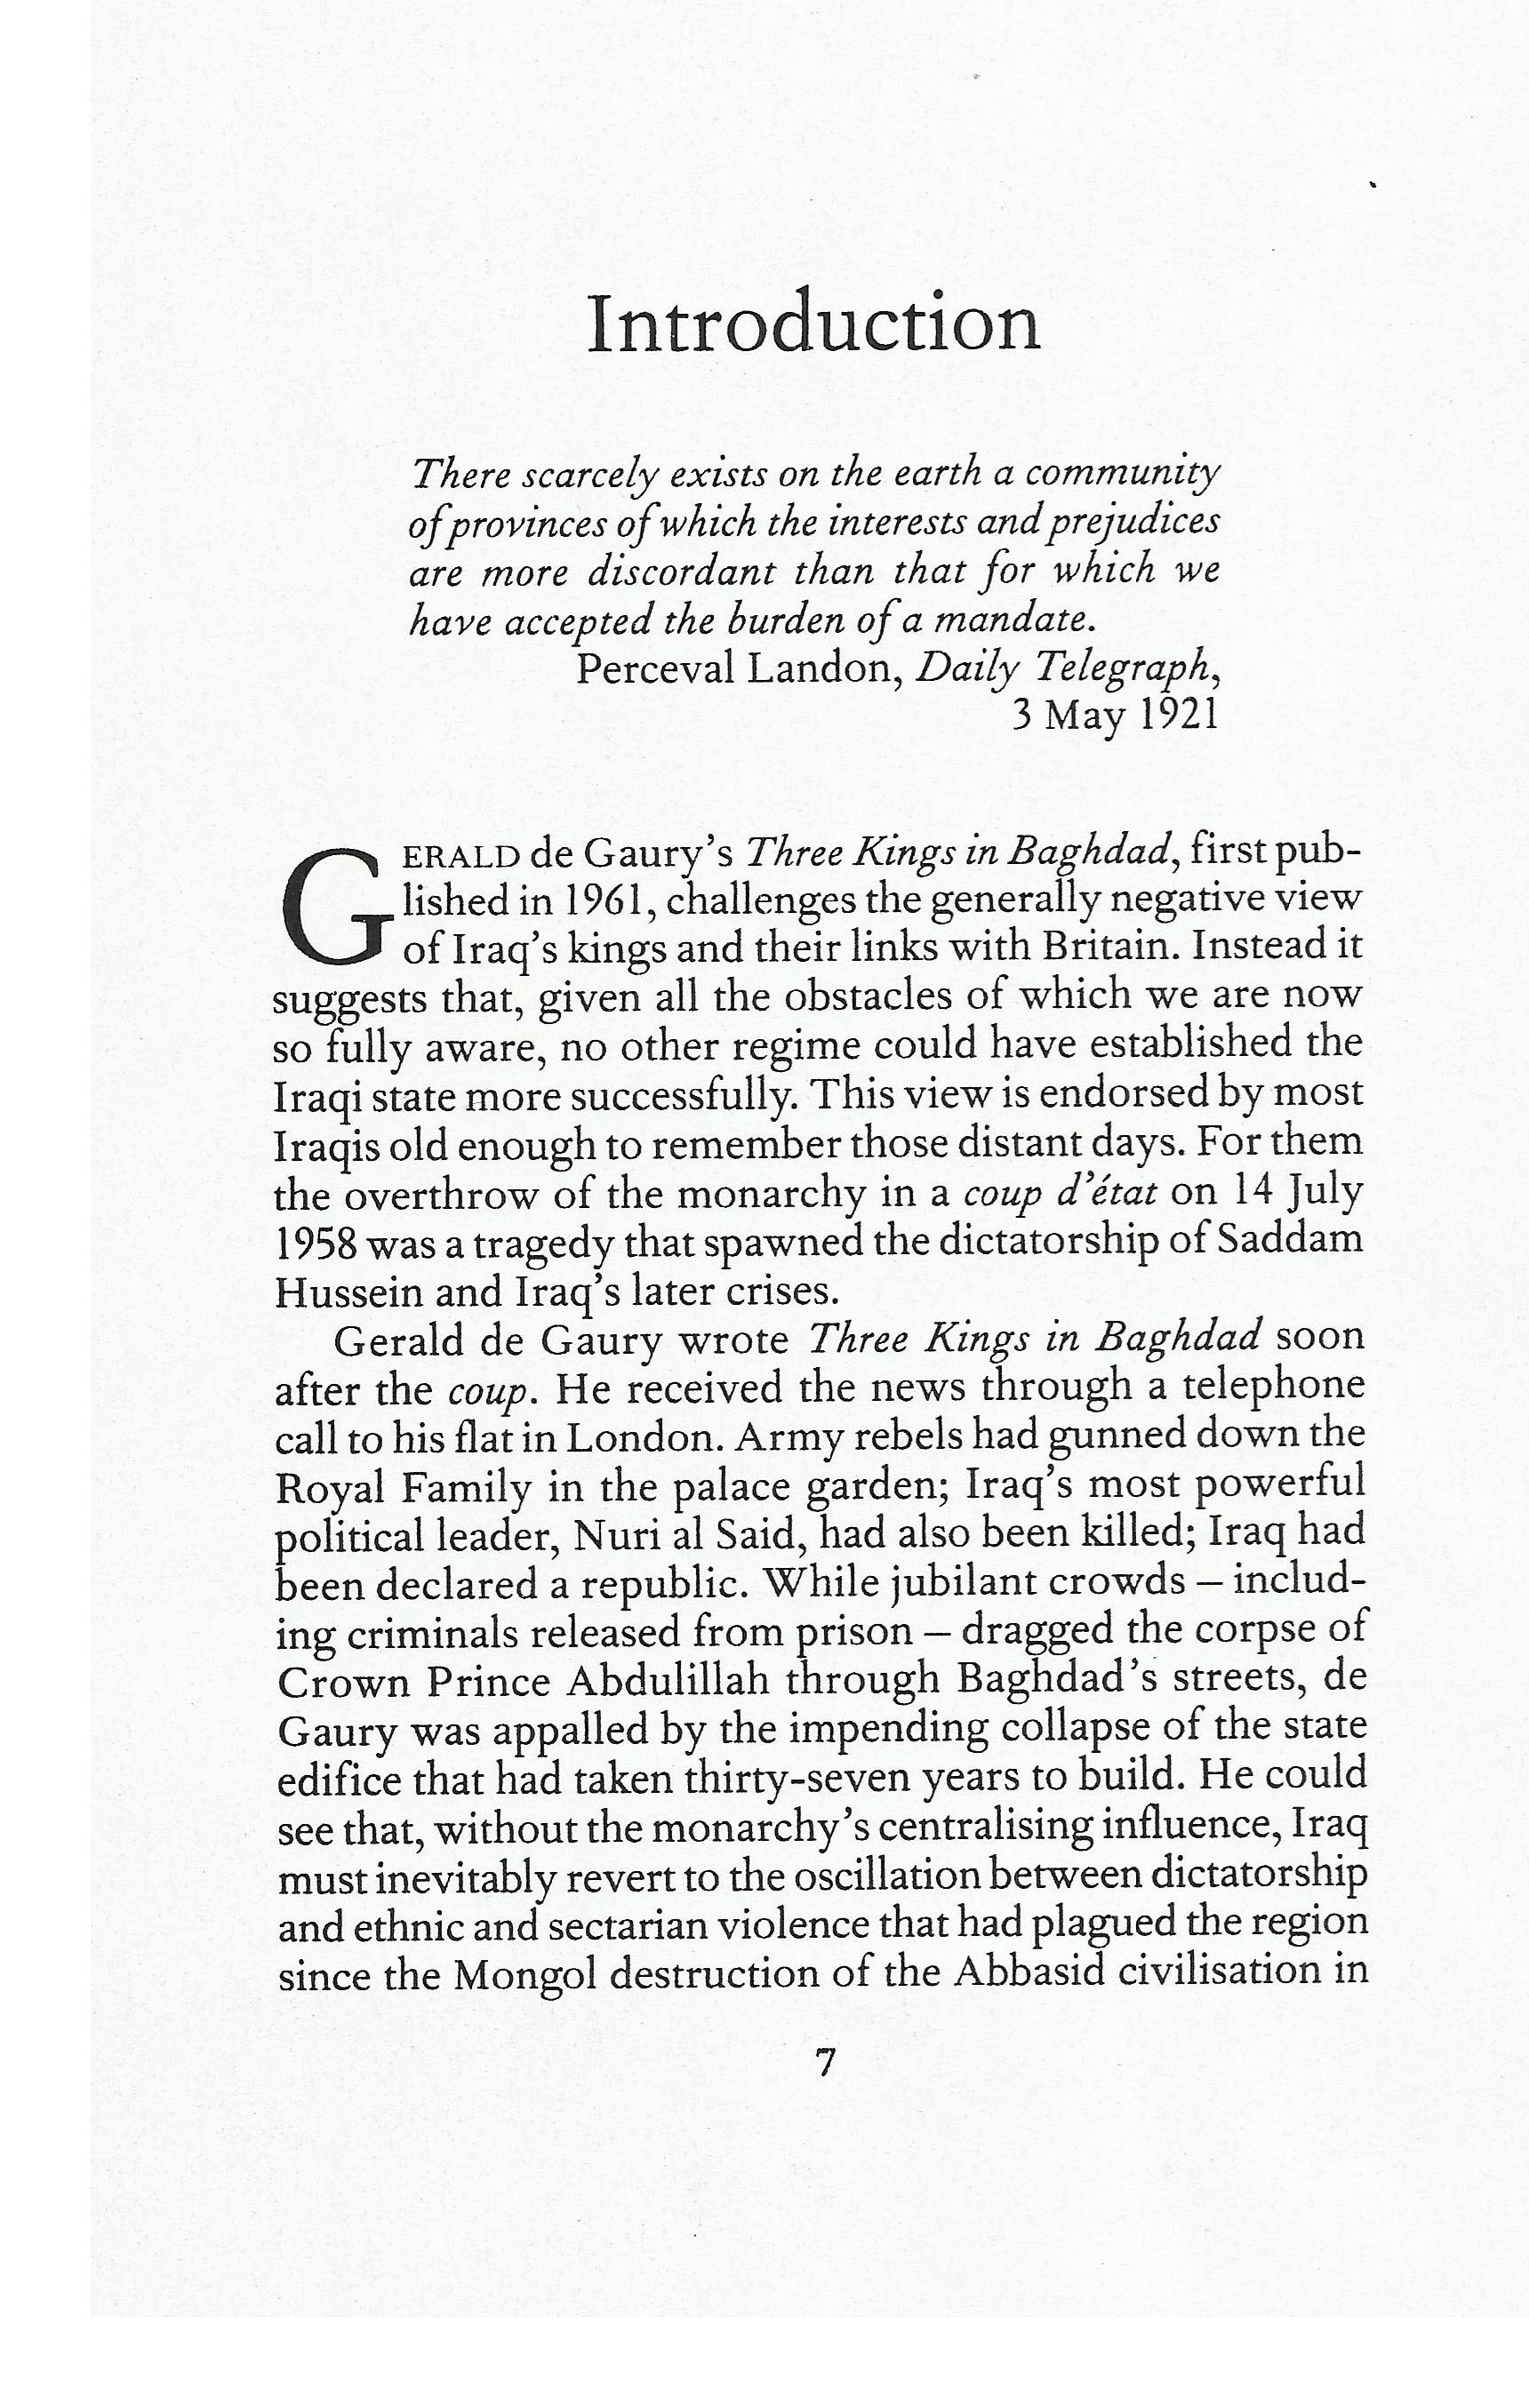 Introduction
There scarcely exists on the earth a community
of provinces of which the interests and prejudices
are more discordant than that for which we
have accepted the burden of a mandate.
Perceval Landon, Daily Telegraph,
3 May 1921
GERALD de Gaury's Three Kings in Baghdad, first pub-
lished in 1961, challenges the generally negative view
of Iraq's kings and their links with Britain. Instead it
suggests that, given all the obstacles of which we are now
so fully aware, no other regime could have established the
Iraqi state more successfully. This view is endorsed by most
Iraqis old enough to remember those distant days. For them
the overthrow of the monarchy in a coup d'état on 14 July
1958 was a tragedy that spawned the dictatorship of Saddam
Hussein and Iraq's later crises.
Gerald de Gaury wrote Three Kings in Baghdad soon
after the coup. He received the news through a telephone
call to his flat in London. Army rebels had gunned down the
Royal Family in the palace garden; Iraq's most powerful
political leader, Nuri al Said, had also been killed; Iraq had
been declared a republic. While jubilant crowds – includ-
ing criminals released from prison – dragged the corpse of
Crown Prince Abdulillah through Baghdad's streets, de
Gaury was appalled by the impending collapse of the state
edifice that had taken thirty-seven years to build. He could
see that, without the monarchy's centralising influence, Iraq
must inevitably revert to the oscillation between dictatorship
and ethnic and sectarian violence that had plagued the region
since the Mongol destruction of the Abbasid civilisation in
7